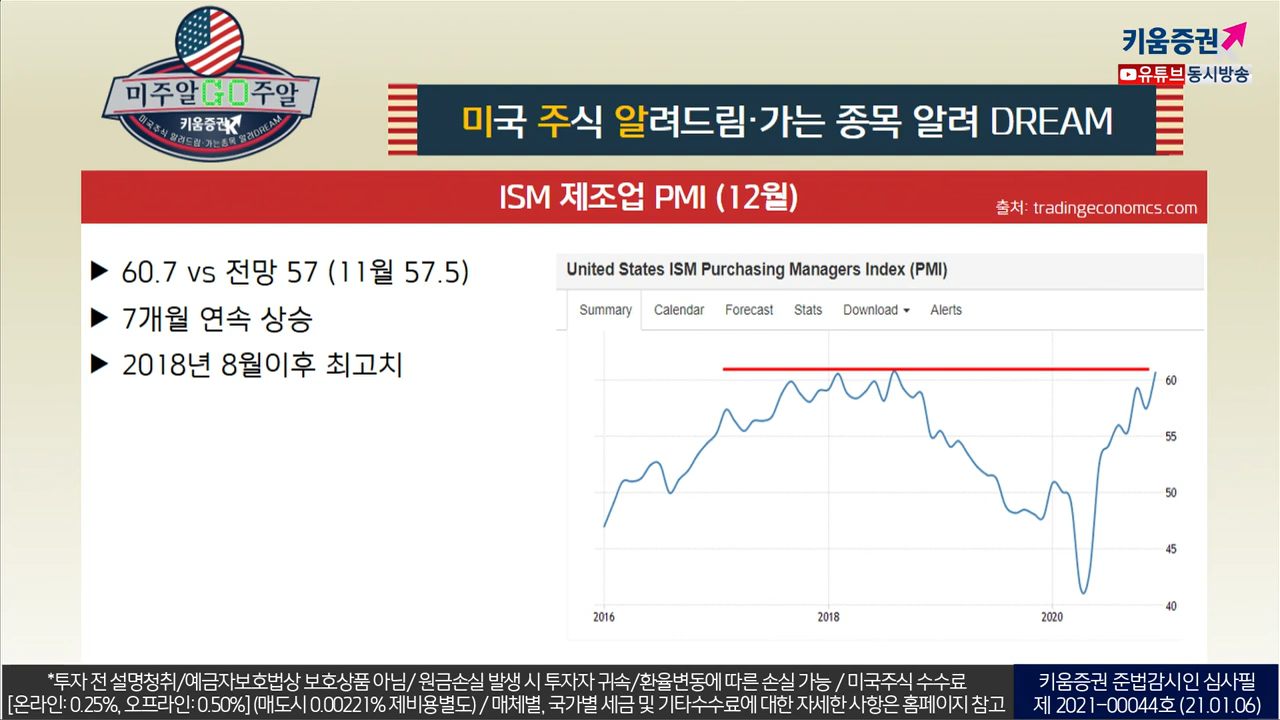 미주알GO주알
미국주식 알려드림·가는종목 알려DREAM
키움증권
키움증권
유튜브 동시방송
미국 주식 알려드림·가는 종목 알려 DREAM
ISM 제조업 PMI (12월)
출처: tradingeconomcs.com
▶ 60.7 vs 전망 57 (11월 57.5)
▶ 7개월 연속 상승
▶ 2018년 8월이후 최고치
United States ISM Purchasing Managers Index (PMI)
Summary Calendar Forecast Stats Download Alerts
60
55
50
45
40
2016 2018 2020
*투자 전 설명청취/예금자보호법상 보호상품 아님/ 원금손실 발생 시 투자자 귀속/환율변동에 따른 손실 가능 / 미국주식 수수료
[온라인: 0.25%, 오프라인: 0.50%] (매도시 0.00221% 제비용별도) / 매체별, 국가별 세금 및 기타수수료에 대한 자세한 사항은 홈페이지 참고
키움증권 준법감시인 심사필
제 2021-00044호 (21.01.06)